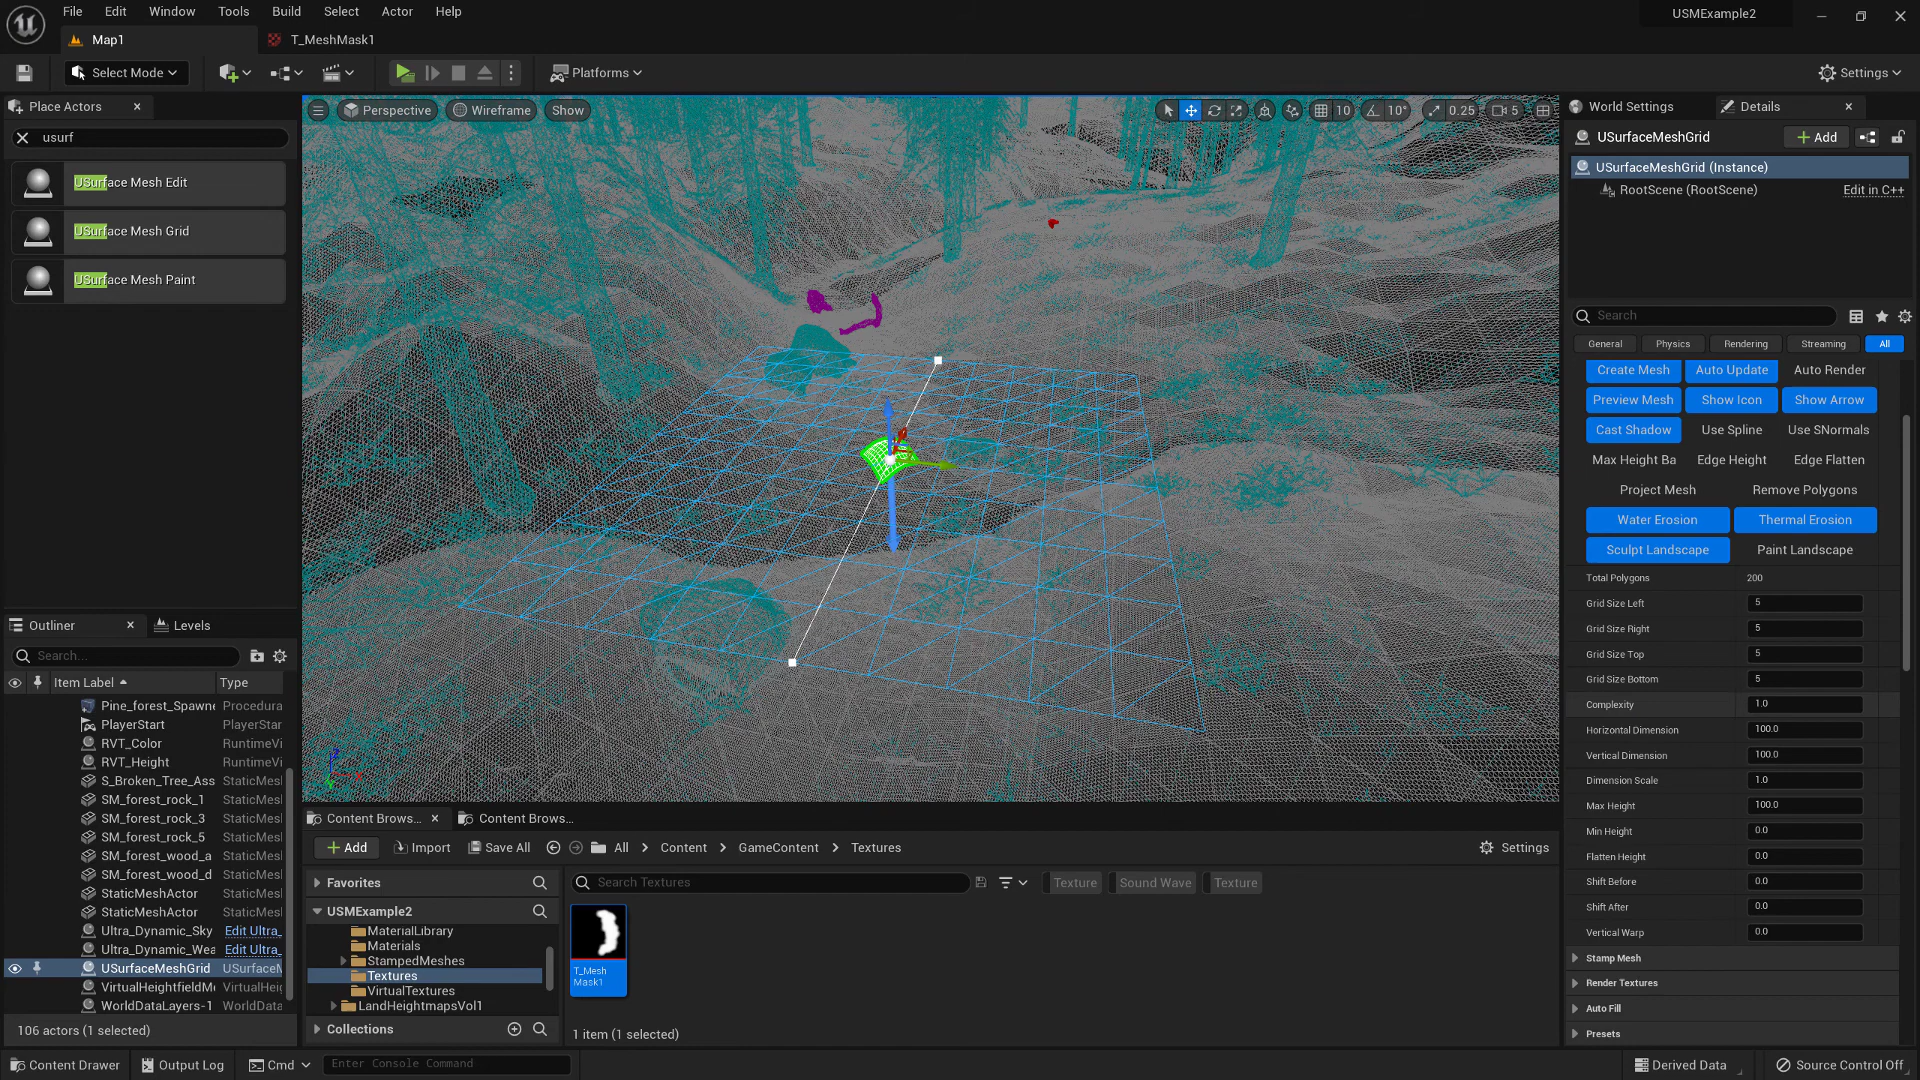 File Edit Window Tools Build Select Actor Help
USMExample2
Map1
T_MeshMask1
Select Mode
Platforms
Settings
Place Actors
usurf
USurface Mesh Edit
USurface Mesh Grid
USurface Mesh Paint
Perspective
Wireframe
Show
10
10°
0.25
5
World Settings
Details
USurfaceMeshGrid
Add
USurfaceMeshGrid (Instance)
RootScene (RootScene)
Edit in C++
Search
General
Physics
Rendering
Streaming
All
Create Mesh
Auto Update
Auto Render
Preview Mesh
Show Icon
Show Arrow
Cast Shadow
Use Spline
Use SNormals
Max Height Ba
Edge Height
Edge Flatten
Project Mesh
Remove Polygons
Water Erosion
Thermal Erosion
Sculpt Landscape
Paint Landscape
Total Polygons 200
Grid Size Left 5
Grid Size Right 5
Grid Size Top 5
Grid Size Bottom 5
Complexity 1.0
Horizontal Dimension 100.0
Vertical Dimension 100.0
Dimension Scale 1.0
Max Height 100.0
Min Height 0.0
Flatten Height 0.0
Shift Before 0.0
Shift After 0.0
Vertical Warp 0.0
Stamp Mesh
Render Textures
Auto Fill
Presets
Outliner
Levels
Search...
Item Label Type
Pine_forest_Spawne Procedura
PlayerStart PlayerStar
RVT_Color RuntimeVi
RVT_Height RuntimeVi
S_Broken_Tree_Ass StaticMesl
SM_forest_rock_1 StaticMesl
SM_forest_rock_3 StaticMesl
SM_forest_rock_5 StaticMesl
SM_forest_wood_a StaticMesl
SM_forest_wood_d StaticMesl
StaticMeshActor StaticMesl
StaticMeshActor StaticMesl
Ultra_Dynamic_Sky Edit Ultra_
Ultra_Dynamic_Wea Edit Ultra_
USurfaceMeshGrid USurfaceM
VirtualHeightfieldM VirtualHei
WorldDataLayers-1 WorldData
106 actors (1 selected)
Content Brows...
Content Brows...
Add
Import
Save All
All
Content
GameContent
Textures
Settings
Favorites
Search Textures
Texture
Sound Wave
Texture
USMExample2
MaterialLibrary
Materials
StampedMeshes
Textures
VirtualTextures
LandHeightmapsVol1
Collections
T_Mesh
Mask1
1 item (1 selected)
Content Drawer
Output Log
Cmd
Enter Console Command
Derived Data
Source Control Off